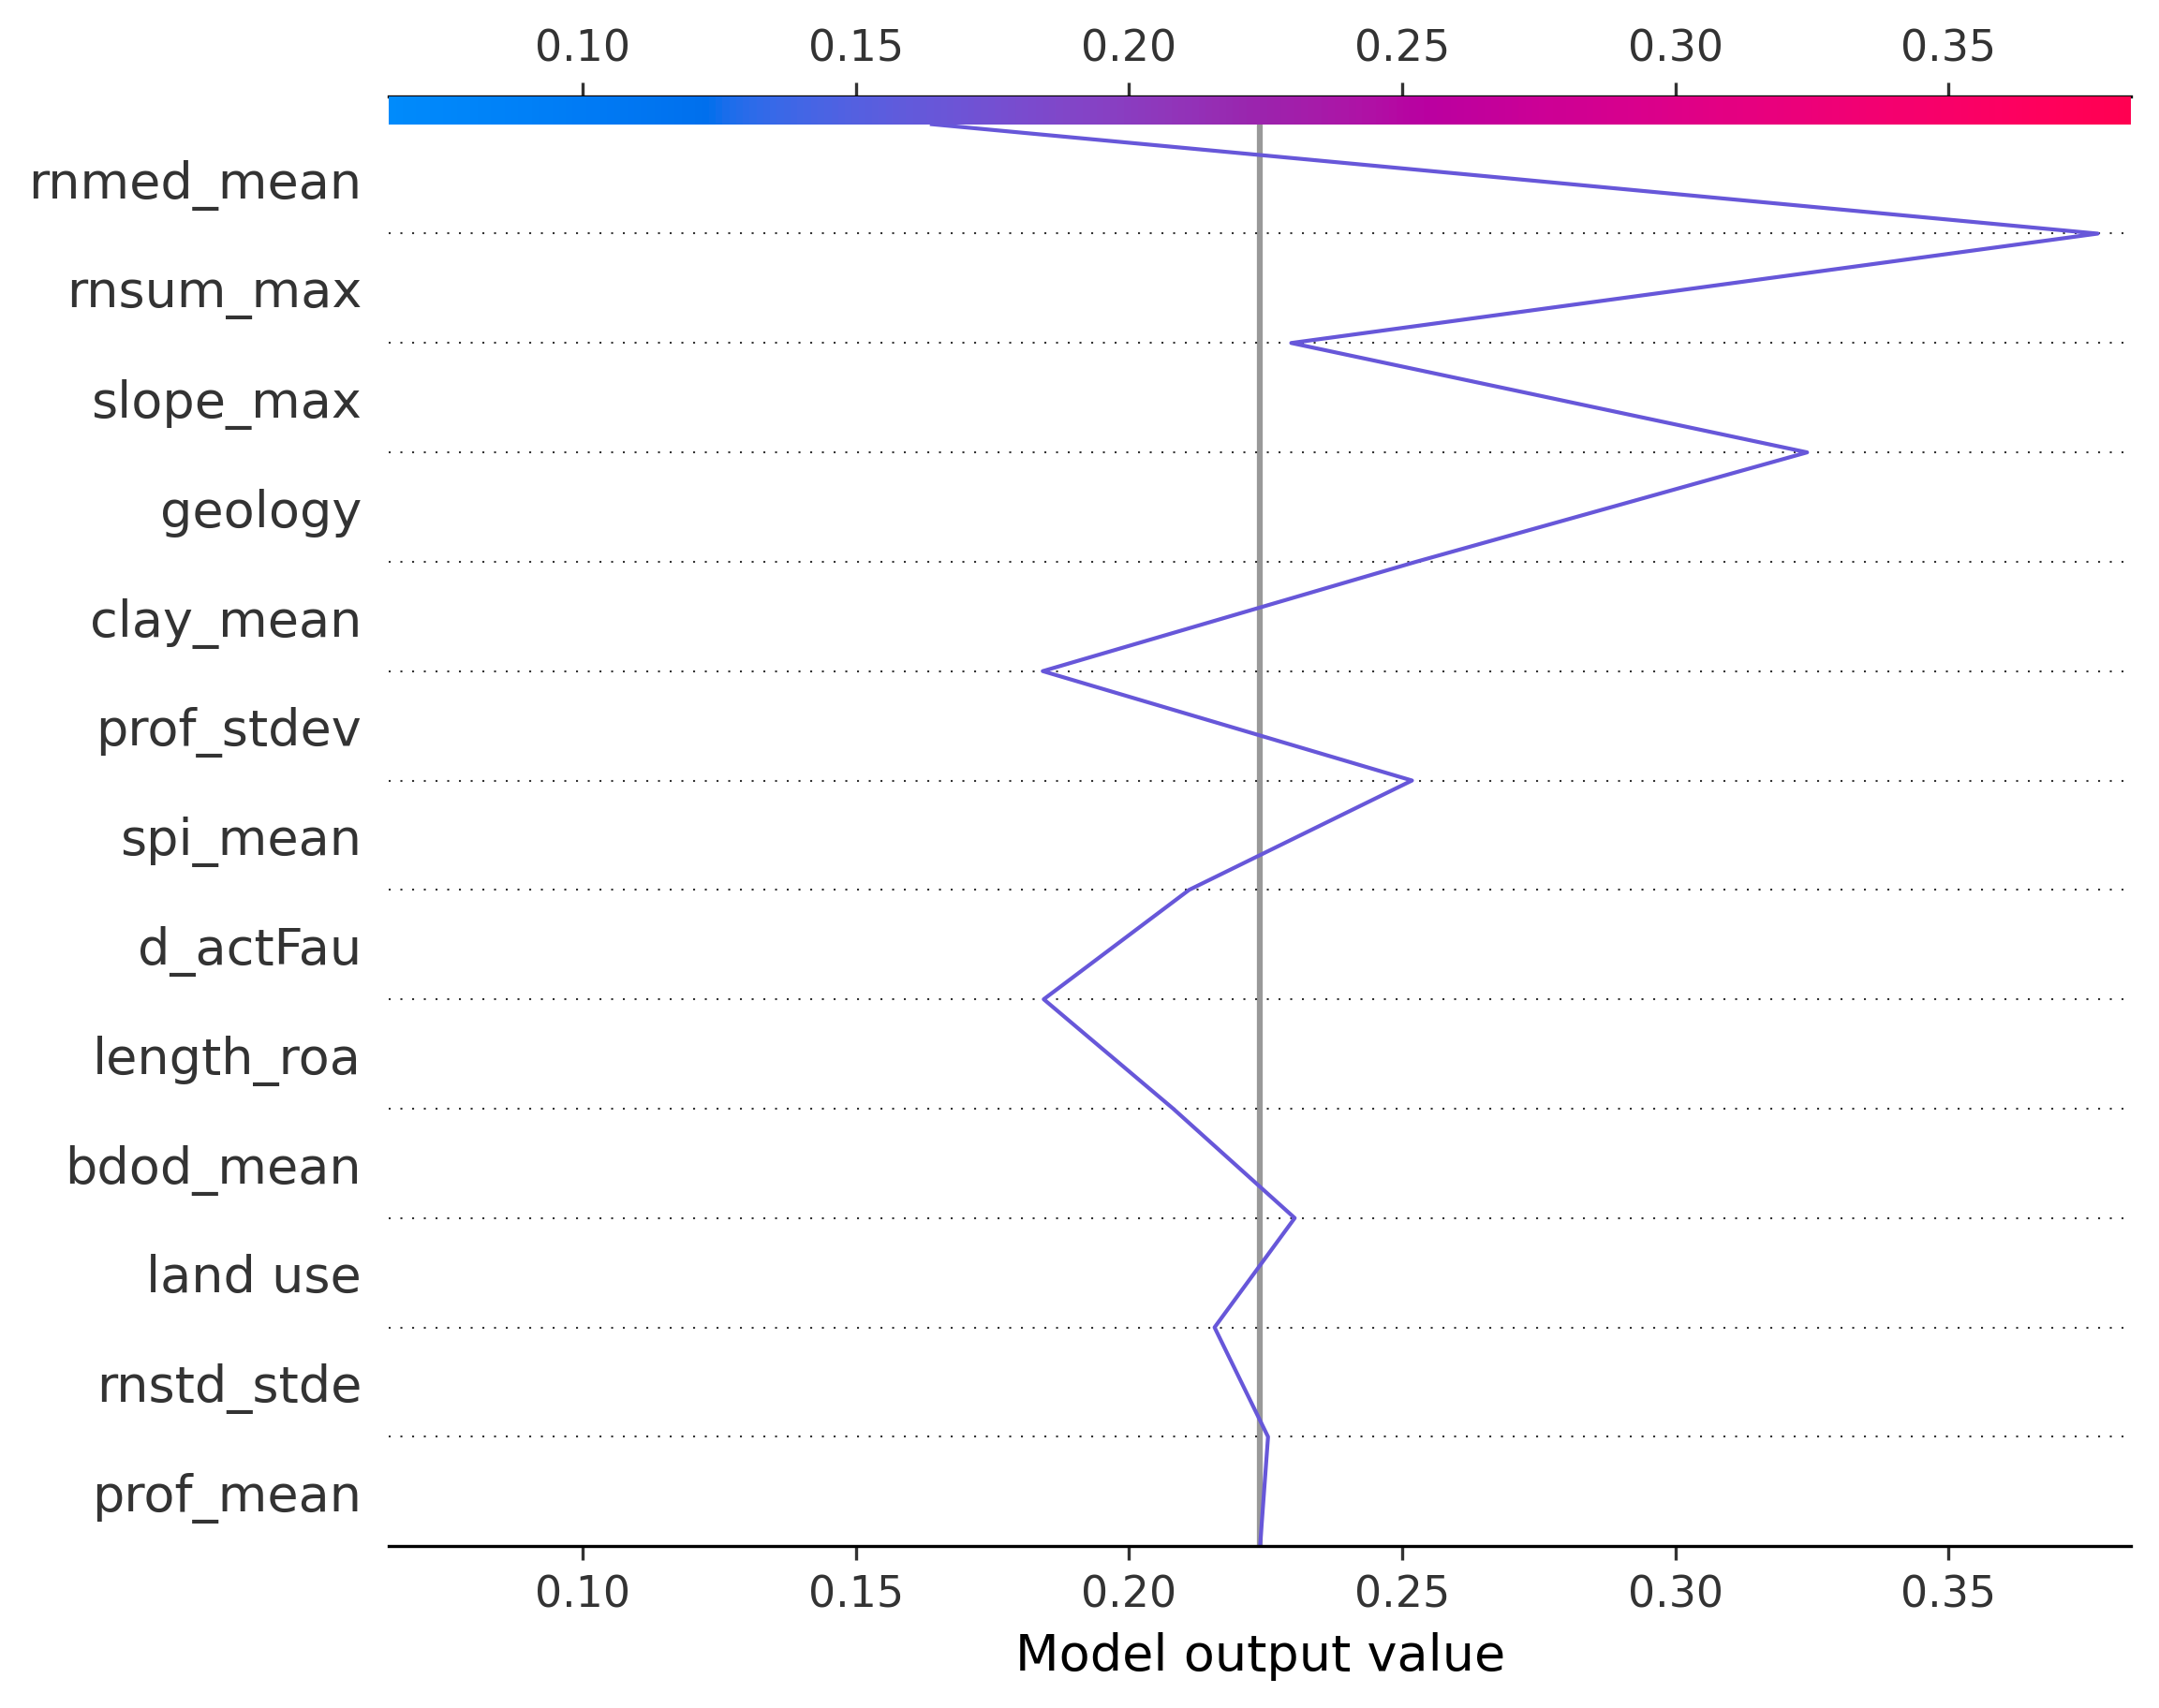 0.10 0.15 0.20 0.25 0.30 0.35
rnmed_mean
rnsum_max
slope_max
geology
clay_mean
prof_stdev
spi_mean
d_actFau
length_roa
bdod_mean
land use
rnstd_stde
prof_mean
0.10 0.15 0.20 0.25 0.30 0.35
Model output value